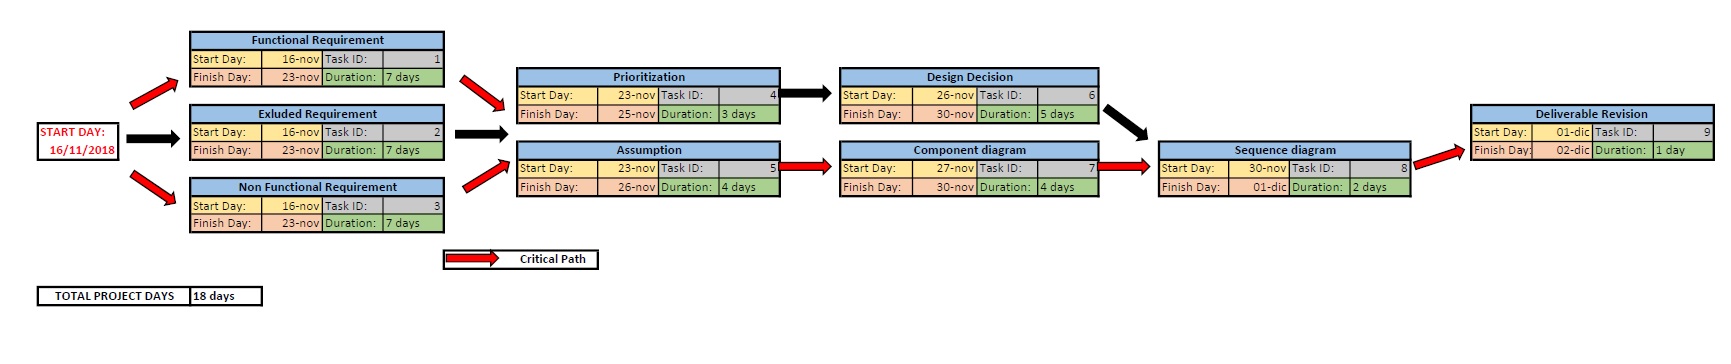 Functional Requirement
Start Day: 16-nov Task ID: 1
Finish Day: 23-nov Duration: 7 days
Exluded Requirement
Start Day: 16-nov Task ID: 2
Finish Day: 23-nov Duration: 7 days
Non Functional Requirement
Start Day: 16-nov Task ID: 3
Finish Day: 23-nov Duration: 7 days
START DAY:
16/11/2018
Prioritization
Start Day: 23-nov Task ID: 4
Finish Day: 25-nov Duration: 3 days
Assumption
Start Day: 23-nov Task ID: 5
Finish Day: 26-nov Duration: 4 days
Design Decision
Start Day: 26-nov Task ID: 6
Finish Day: 30-nov Duration: 5 days
Component diagram
Start Day: 27-nov Task ID: 7
Finish Day: 30-nov Duration: 4 days
Sequence diagram
Start Day: 30-nov Task ID: 8
Finish Day: 01-dic Duration: 2 days
Deliverable Revision
Start Day: 01-dic Task ID: 9
Finish Day: 02-dic Duration: 1 day
Critical Path
TOTAL PROJECT DAYS 18 days